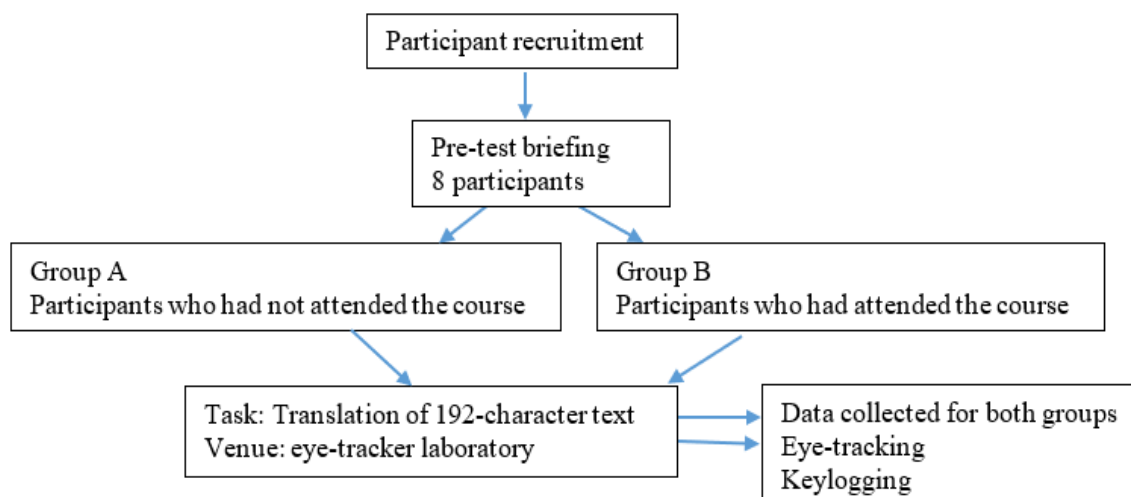 Participant recruitment
Pre-test briefing
8 participants
Group A
Participants who had not attended the course
Group B
Participants who had attended the course
Task: Translation of 192-character text
Venue: eye-tracker laboratory
Data collected for both groups
Eye-tracking
Keylogging